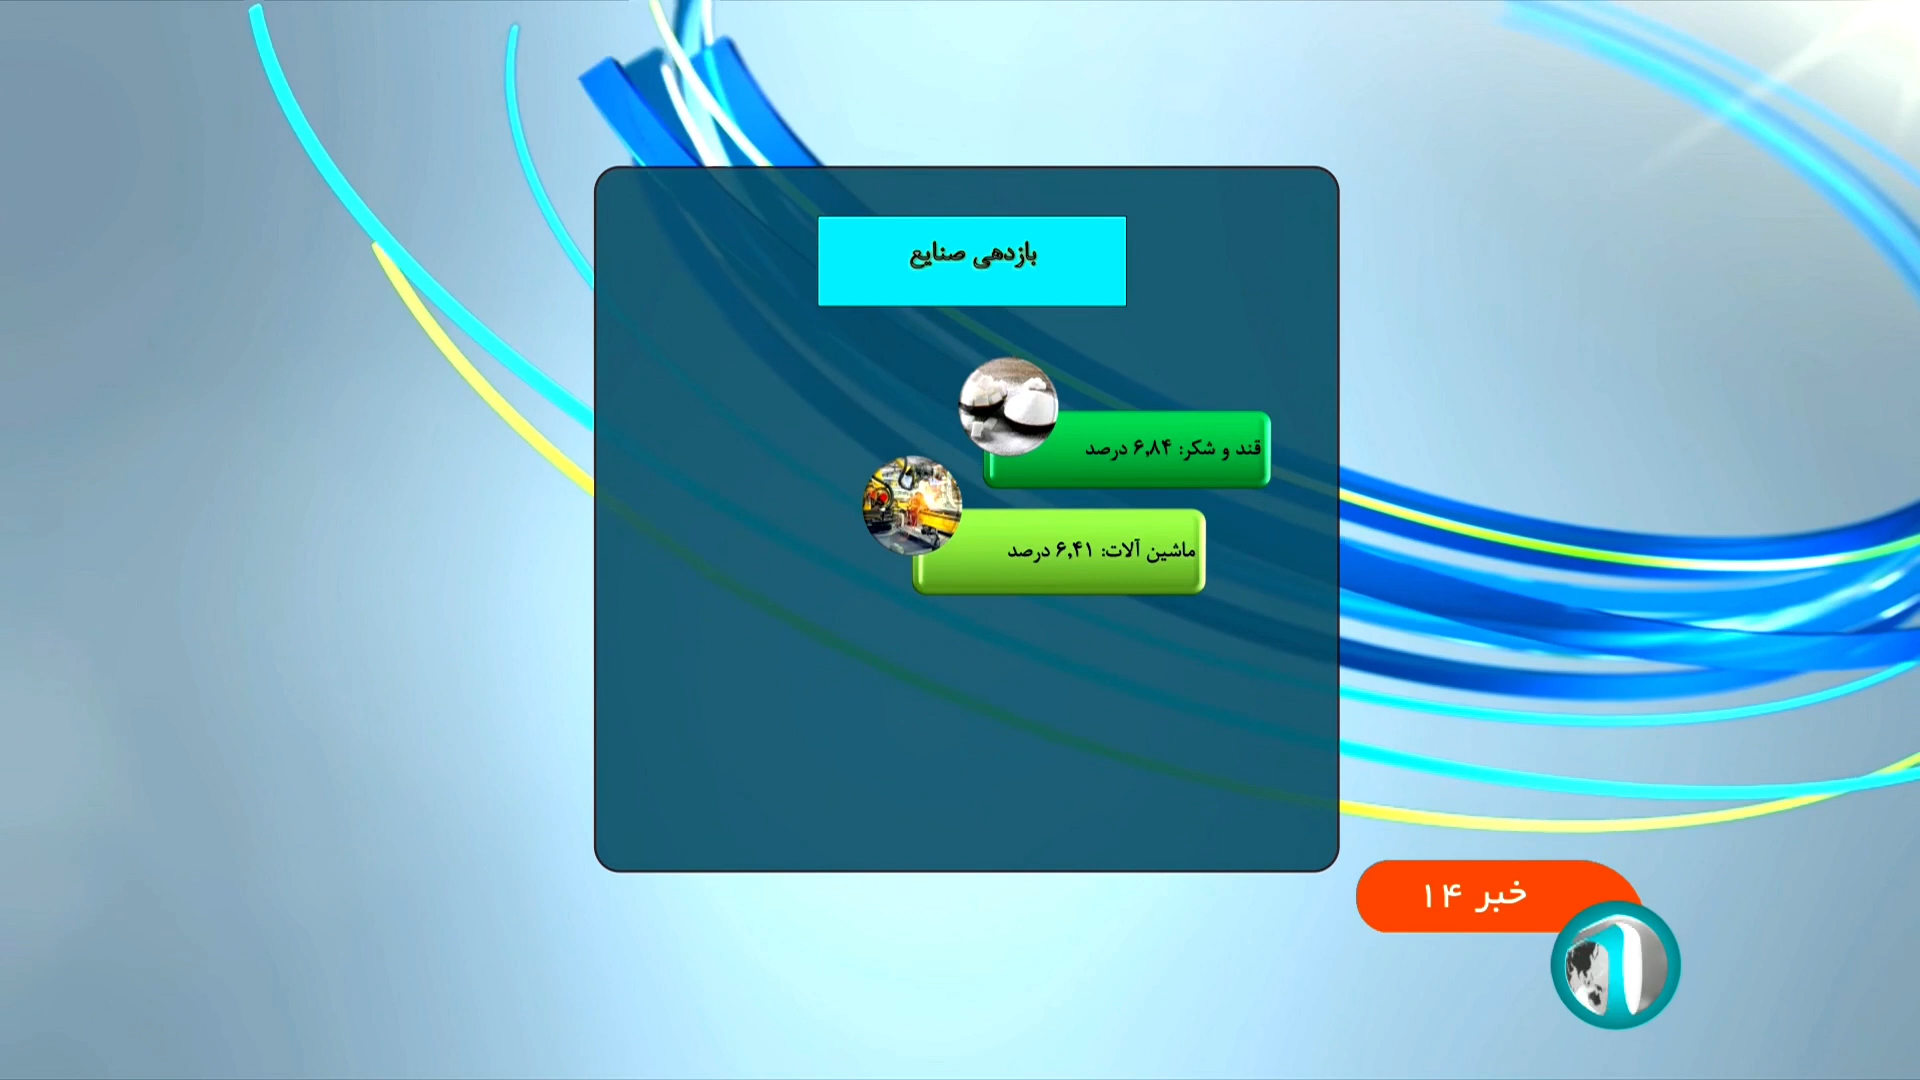 بازدهی صنایع
قند و شکر: ۶,۸۴ درصد
ماشین آلات: ۶,۴۱ درصد
خبر ۱۴